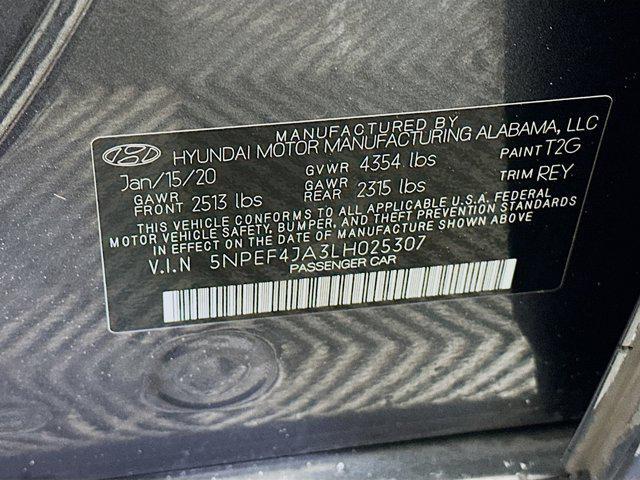 MANUFACTURED BY
HYUNDAI MOTOR MANUFACTURING ALABAMA, LLC
Jan/15/20 GVWR 4354 lbs PAINT T2G
GAWR FRONT 2513 lbs GAWR REAR 2315 lbs TRIM REY
THIS VEHICLE CONFORMS TO ALL APPLICABLE U.S.A. FEDERAL
MOTOR VEHICLE SAFETY, BUMPER, AND THEFT PREVENTION STANDARDS
IN EFFECT ON THE DATE OF MANUFACTURE SHOWN ABOVE
V.I.N 5NPEF4JA3LH025307
PASSENGER CAR